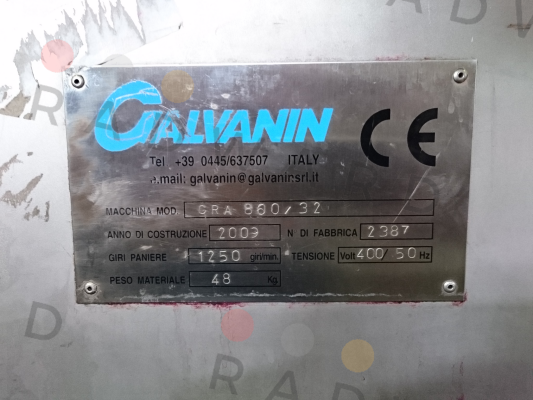 GALVANIN
CE
Tel +39 0445/637507 ITALY
e.mail: galvanin@galvaninsrl.it
MACCHINA MOD GRA 860/32
ANNO DI COSTRUZIONE 2009 N DI FABBRICA 2387
GIRI PANIERE 1250 giri/min. TENSIONE Volt 400/50 Hz
PESO MATERIALE 48 Kg